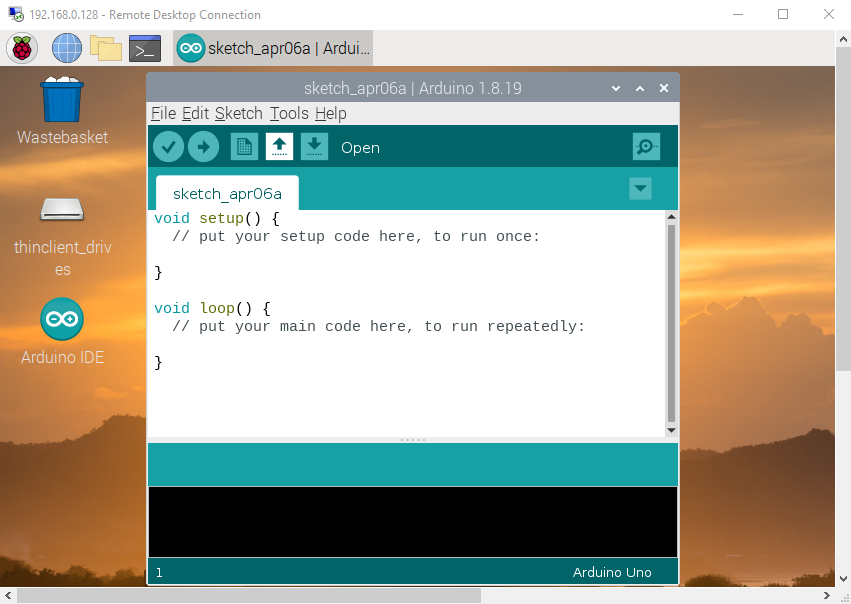 192.168.0.128 - Remote Desktop Connection
sketch_apr06a | Ardui...
Wastebasket
thinclient_driv
es
Arduino IDE
sketch_apr06a | Arduino 1.8.19
File Edit Sketch Tools Help
Open
sketch_apr06a
void setup() {
  // put your setup code here, to run once:
}
void loop() {
  // put your main code here, to run repeatedly:
}
1
Arduino Uno